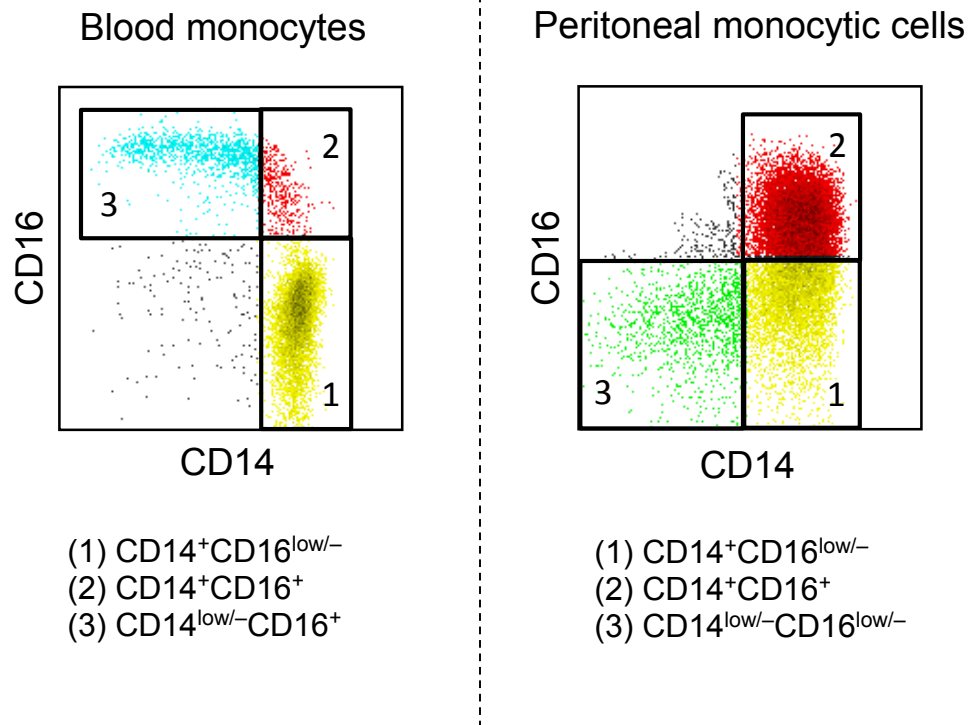 Blood monocytes
CD16
2
3
1
CD14
(1) CD14⁺CD16ˡᵒʷ/⁻
(2) CD14⁺CD16⁺
(3) CD14ˡᵒʷ/⁻CD16⁺
Peritoneal monocytic cells
CD16
2
3
1
CD14
(1) CD14⁺CD16ˡᵒʷ/⁻
(2) CD14⁺CD16⁺
(3) CD14ˡᵒʷ/⁻CD16ˡᵒʷ/⁻